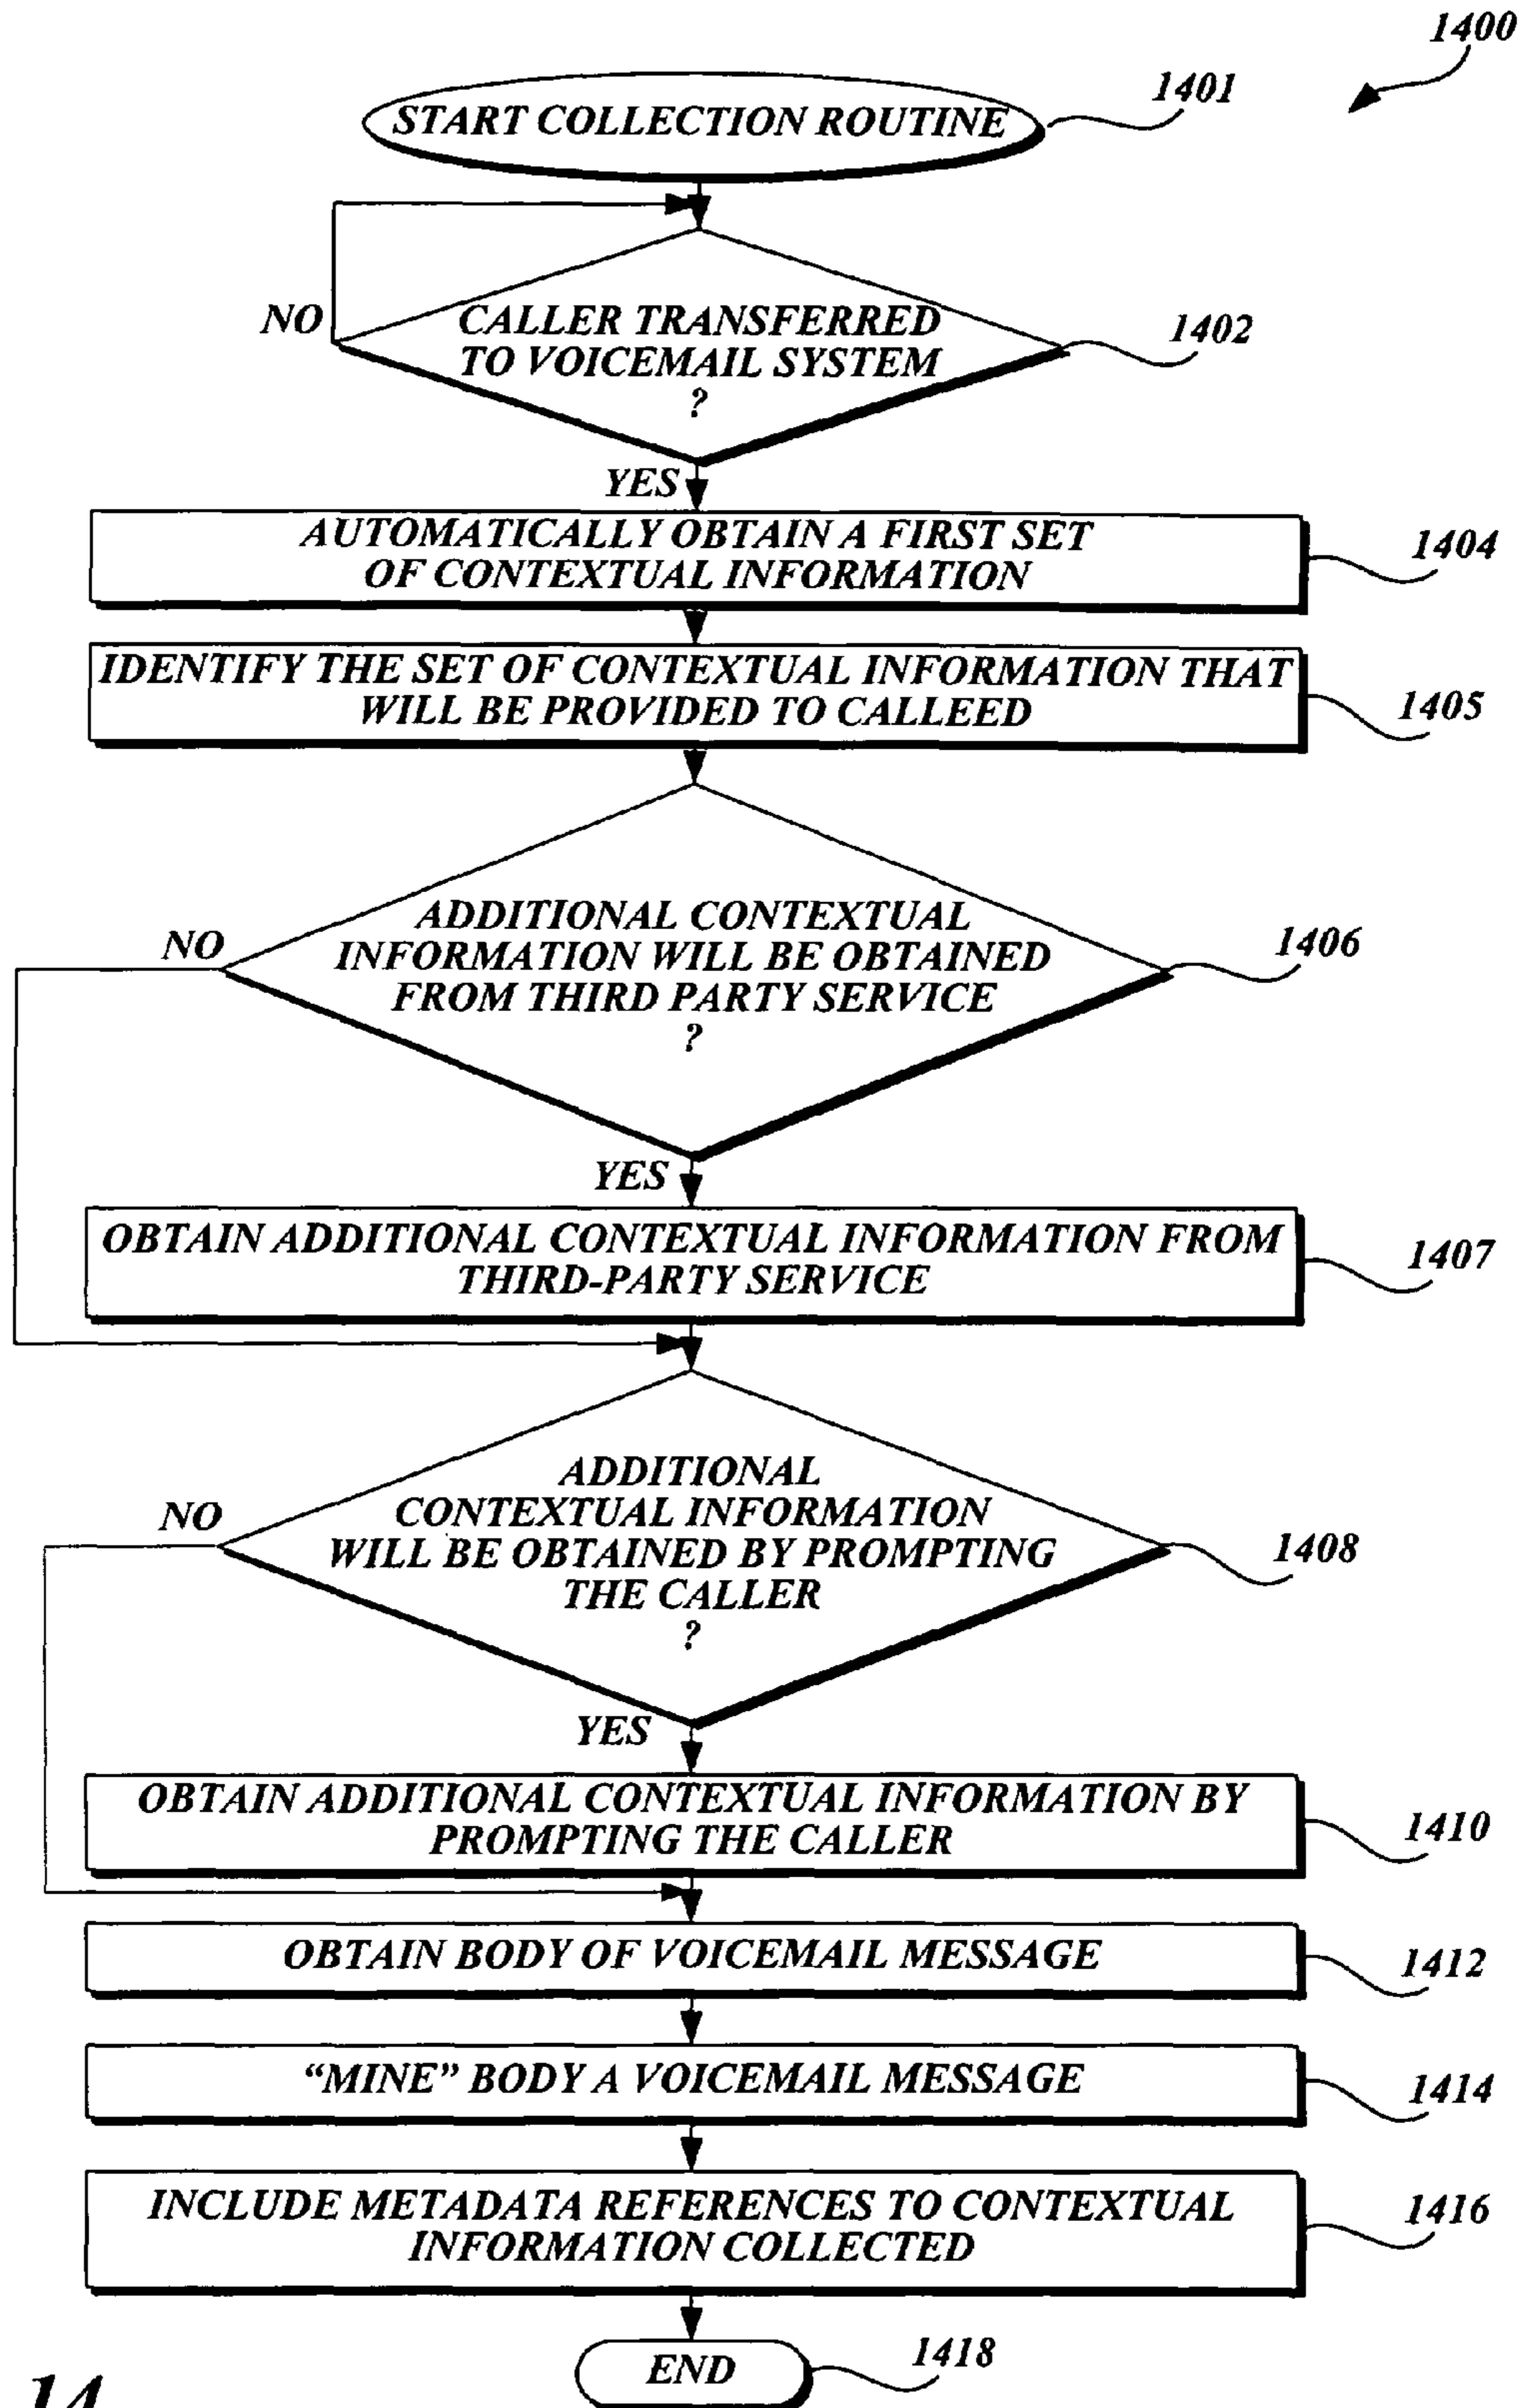 1400
START COLLECTION ROUTINE
1401
NO
CALLER TRANSFERRED
TO VOICEMAIL SYSTEM
?
1402
YES
AUTOMATICALLY OBTAIN A FIRST SET
OF CONTEXTUAL INFORMATION
1404
IDENTIFY THE SET OF CONTEXTUAL INFORMATION THAT
WILL BE PROVIDED TO CALLEED
1405
NO
ADDITIONAL CONTEXTUAL
INFORMATION WILL BE OBTAINED
FROM THIRD PARTY SERVICE
?
1406
YES
OBTAIN ADDITIONAL CONTEXTUAL INFORMATION FROM
THIRD-PARTY SERVICE
1407
NO
ADDITIONAL
CONTEXTUAL INFORMATION
WILL BE OBTAINED BY PROMPTING
THE CALLER
?
1408
YES
OBTAIN ADDITIONAL CONTEXTUAL INFORMATION BY
PROMPTING THE CALLER
1410
OBTAIN BODY OF VOICEMAIL MESSAGE
1412
“MINE” BODY A VOICEMAIL MESSAGE
1414
INCLUDE METADATA REFERENCES TO CONTEXTUAL
INFORMATION COLLECTED
1416
END
1418
14